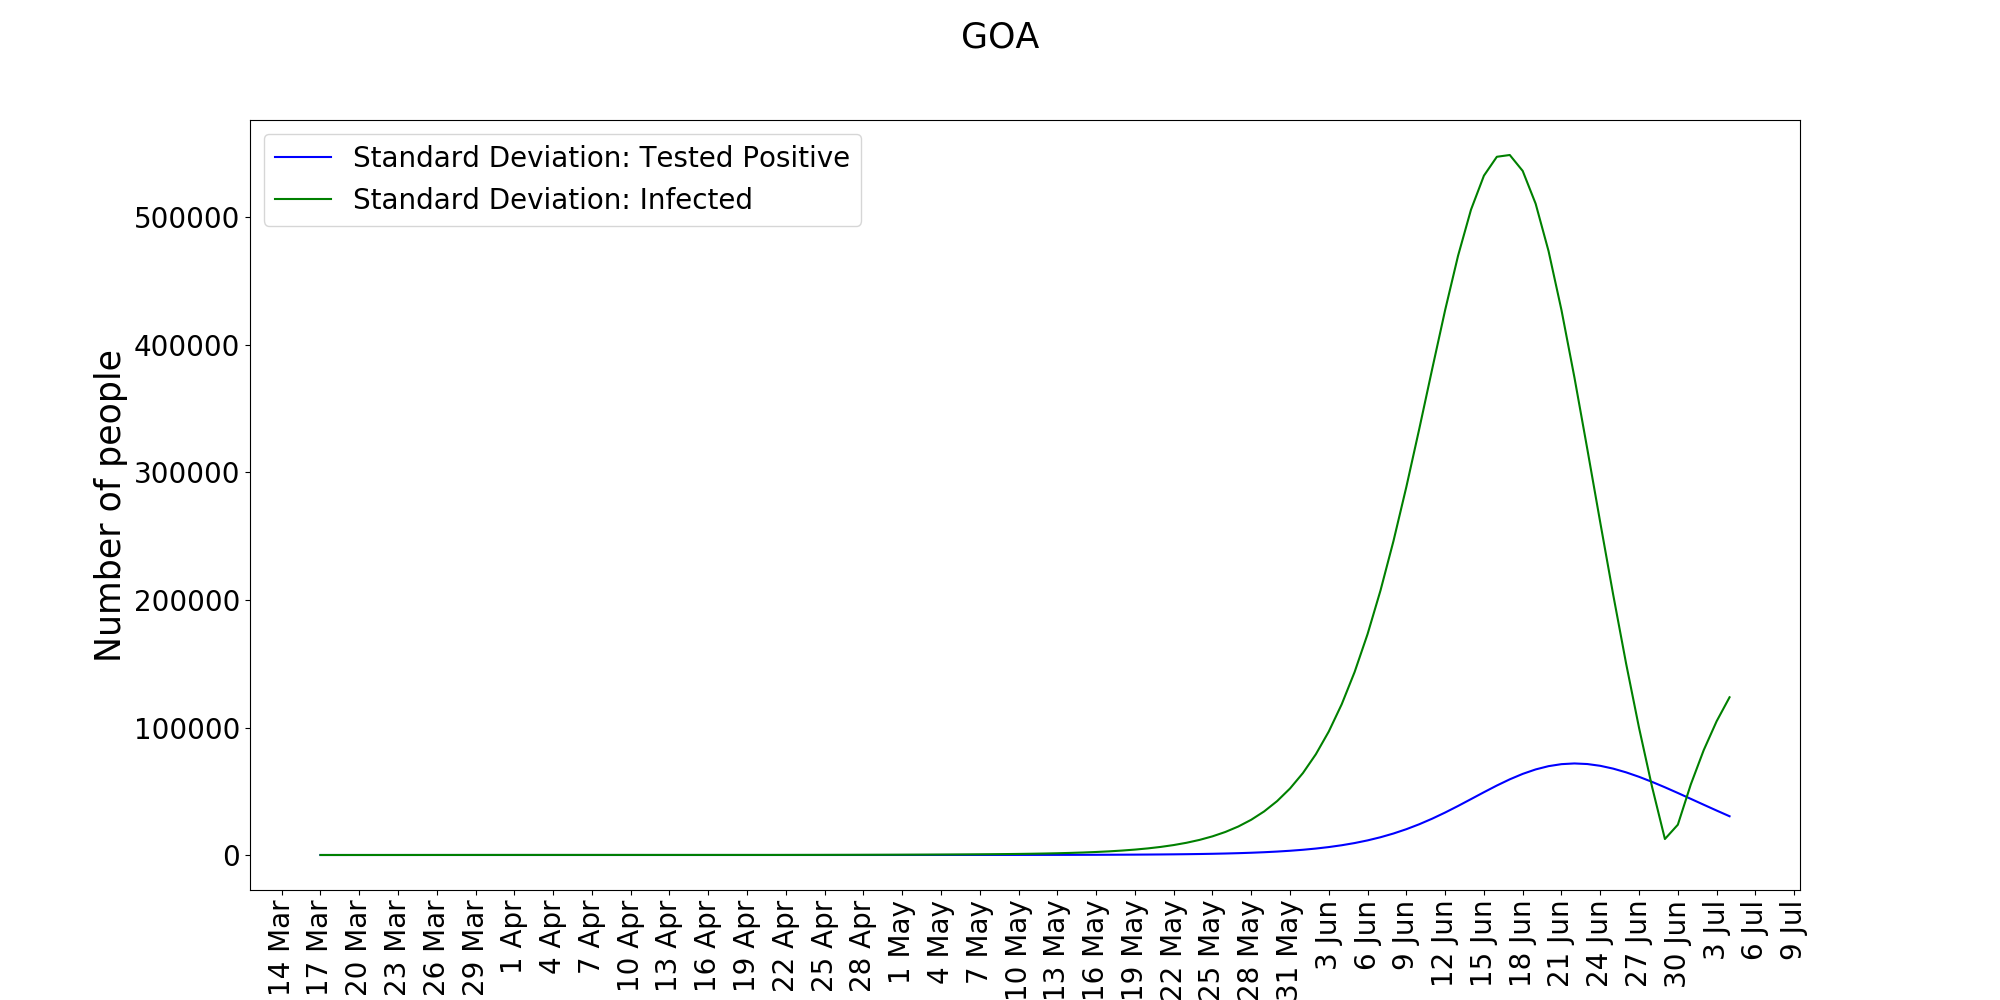 GOA
Standard Deviation: Tested Positive
Standard Deviation: Infected
Number of people
500000
400000
300000
200000
100000
0
14 Mar
17 Mar
20 Mar
23 Mar
26 Mar
29 Mar
1 Apr
4 Apr
7 Apr
10 Apr
13 Apr
16 Apr
19 Apr
22 Apr
25 Apr
28 Apr
1 May
4 May
7 May
10 May
13 May
16 May
19 May
22 May
25 May
28 May
31 May
3 Jun
6 Jun
9 Jun
12 Jun
15 Jun
18 Jun
21 Jun
24 Jun
27 Jun
30 Jun
3 Jul
6 Jul
9 Jul